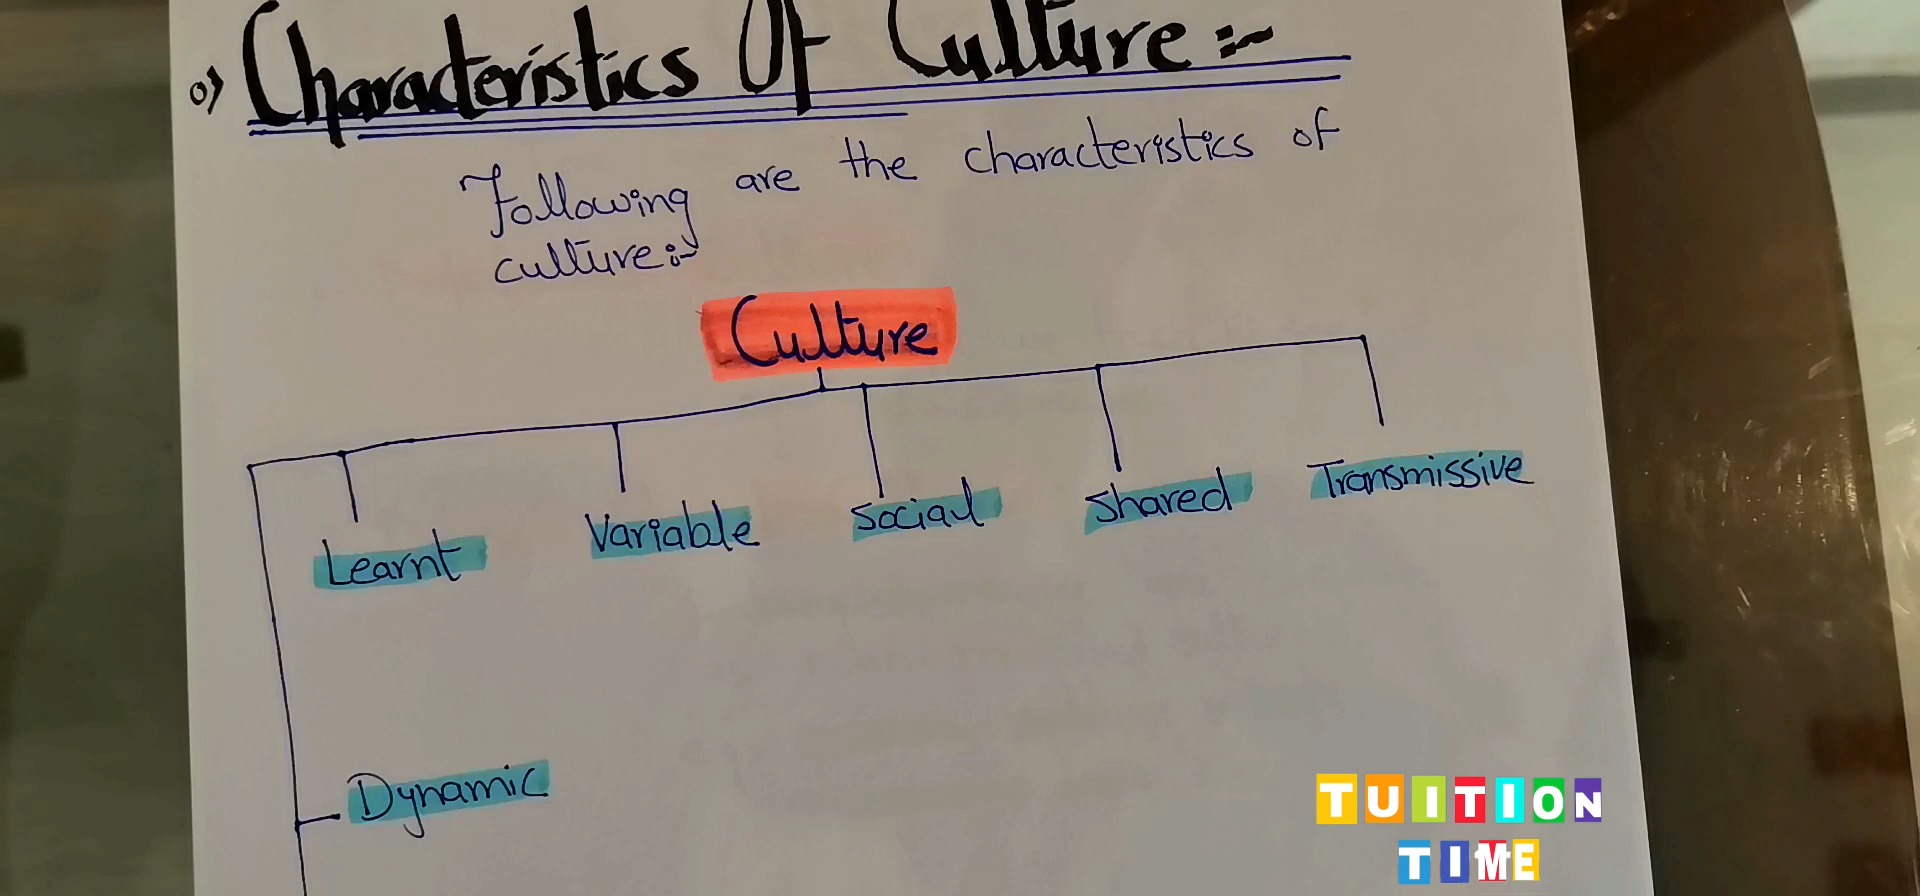 o) Characteristics Of Culture :-
Following are the characteristics of
culture:-
Culture
Learnt Variable Social Shared Transmissive
Dynamic
TUITION
TIME